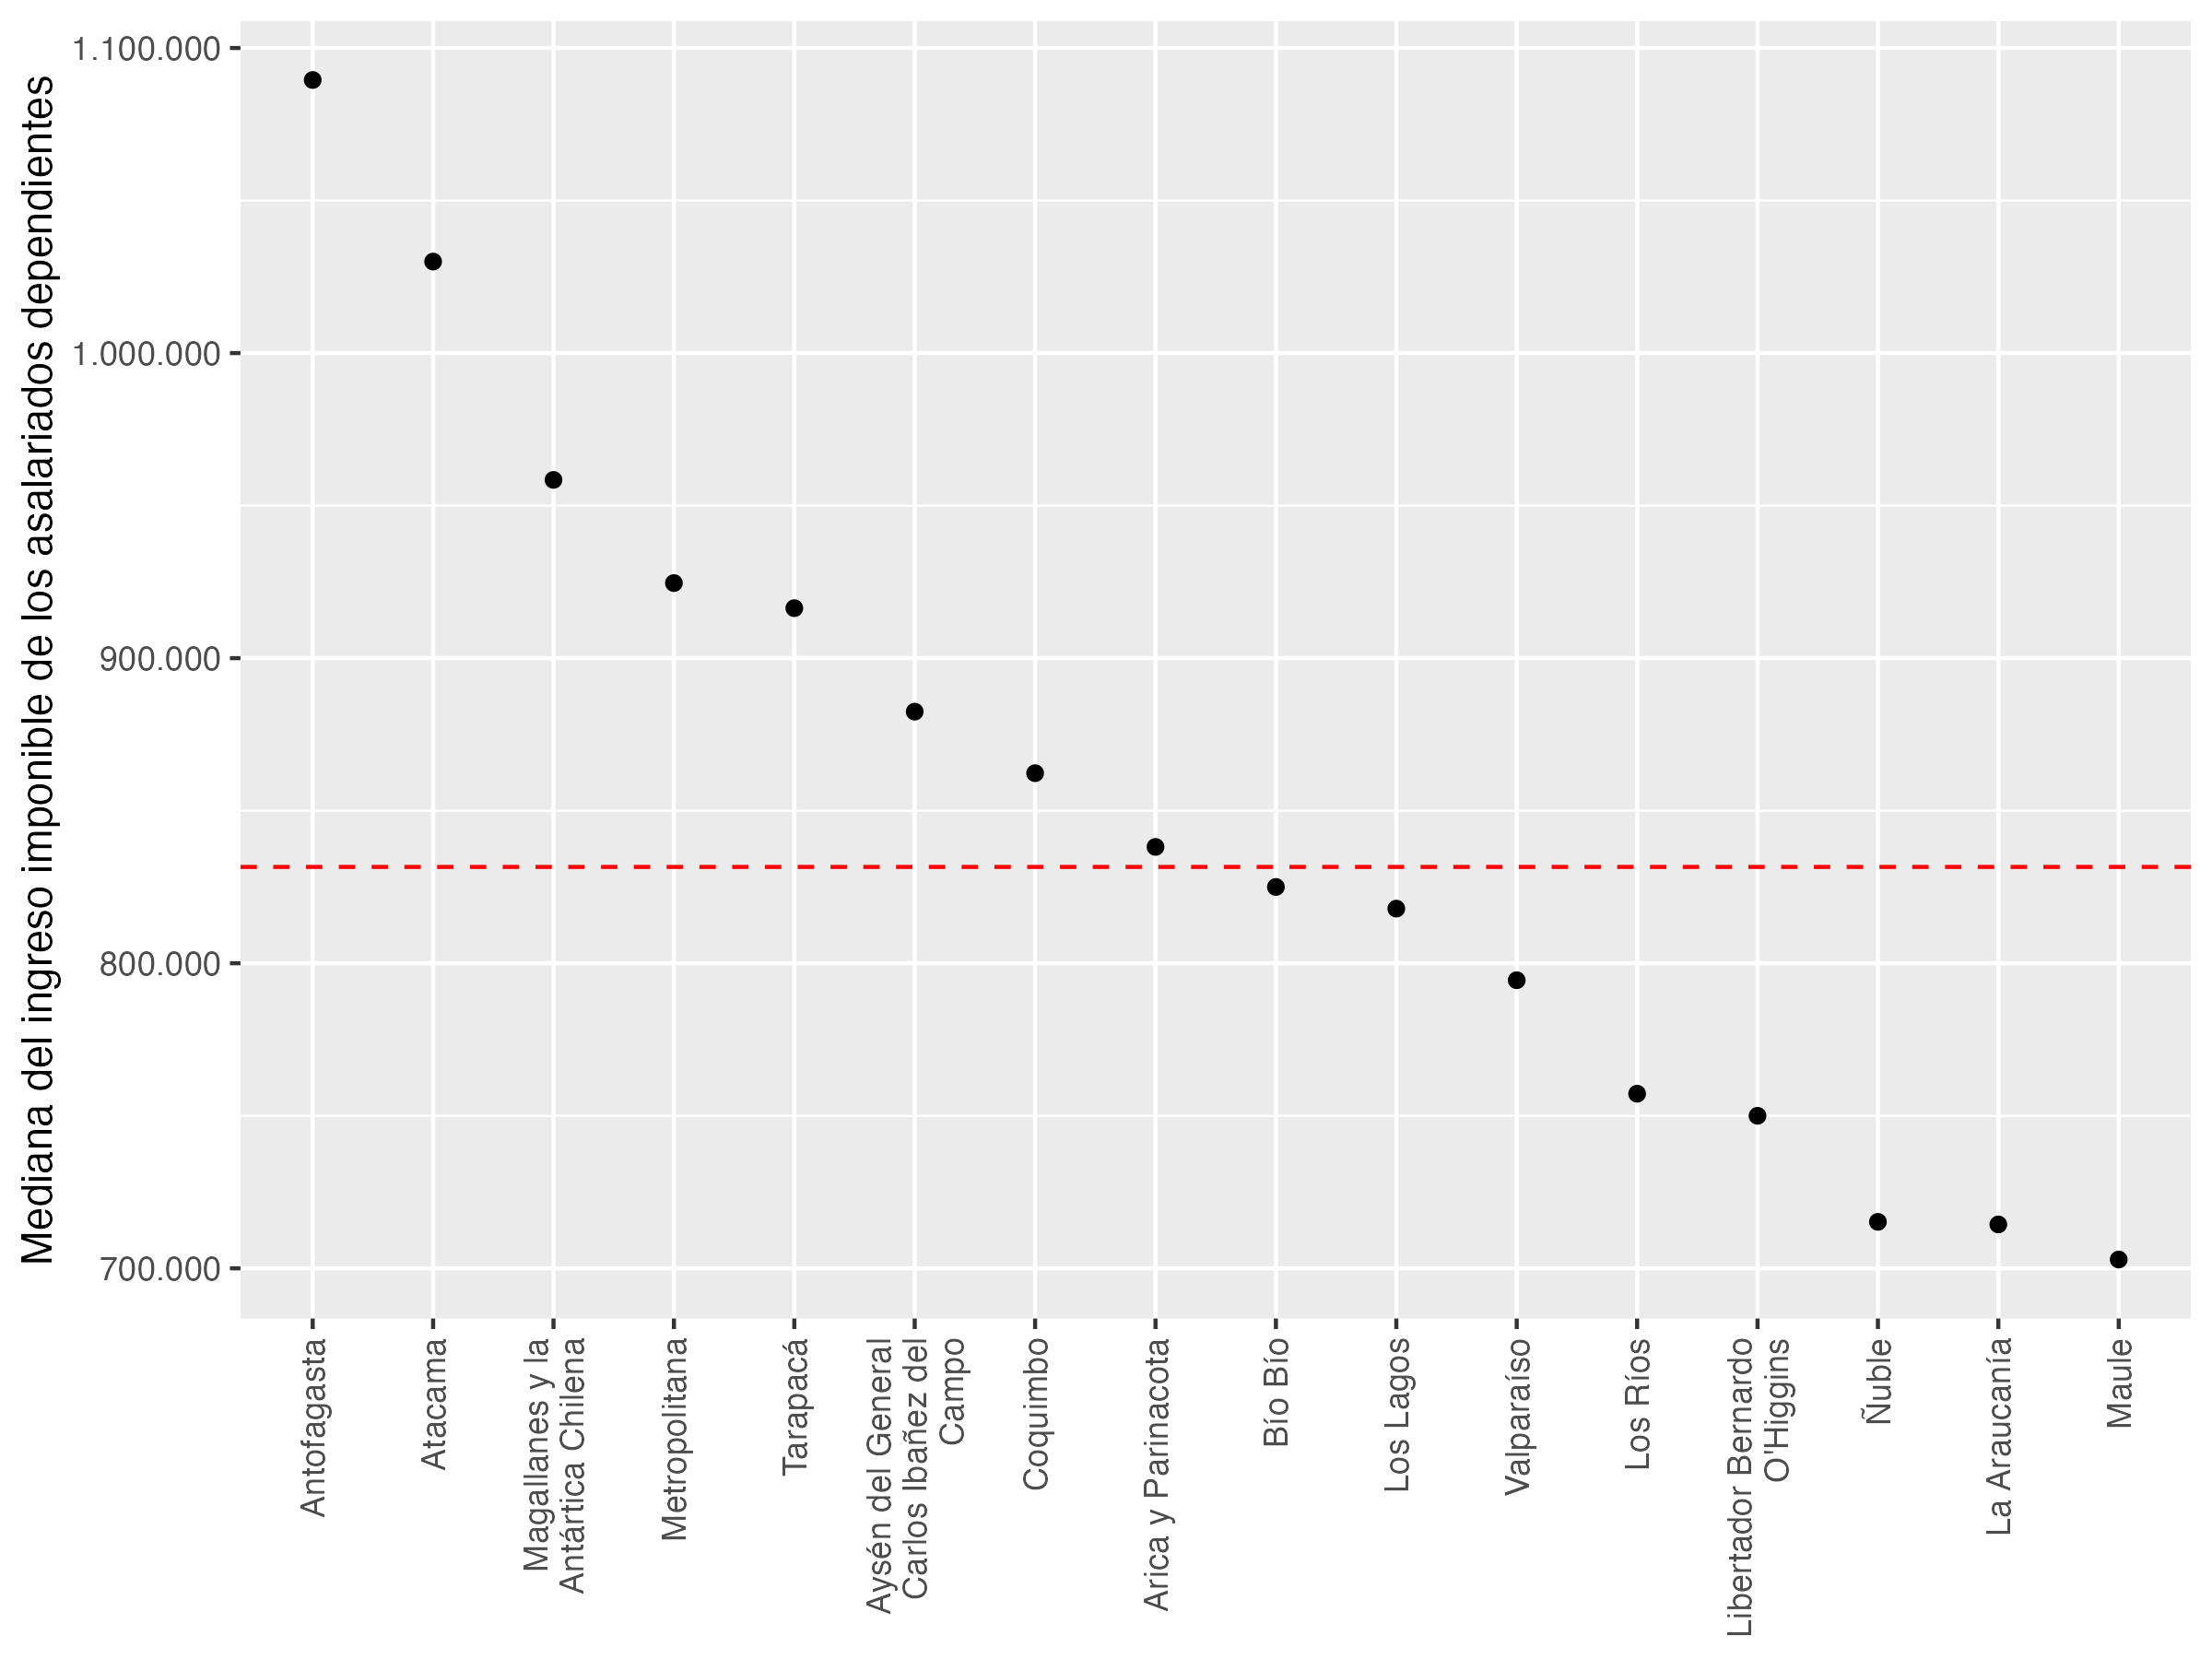 Mediana del ingreso imponible de los asalariados dependientes
1.100.000
1.000.000
900.000
800.000
700.000
Antofagasta
Atacama
Magallanes y la
Antártica Chilena
Metropolitana
Tarapacá
Aysén del General
Carlos Ibañez del
Campo
Coquimbo
Arica y Parinacota
Bío Bío
Los Lagos
Valparaíso
Los Ríos
Libertador Bernardo
O'Higgins
Ñuble
La Araucanía
Maule